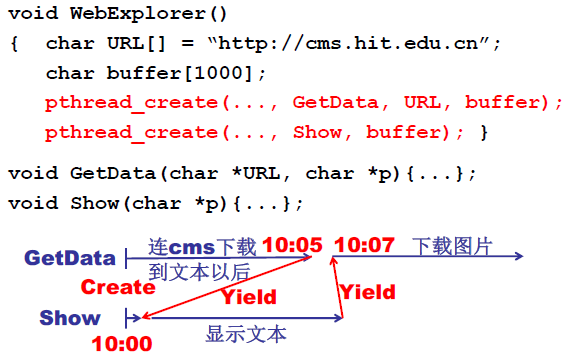 void WebExplorer()
{  char URL[] = “http://cms.hit.edu.cn”;
char buffer[1000];
pthread_create(..., GetData, URL, buffer);
pthread_create(..., Show, buffer); }
void GetData(char *URL, char *p){...};
void Show(char *p){...};
GetData 连cms下载 10:05 10:07 下载图片
到文本以后
Create Yield Yield
Show 显示文本
10:00